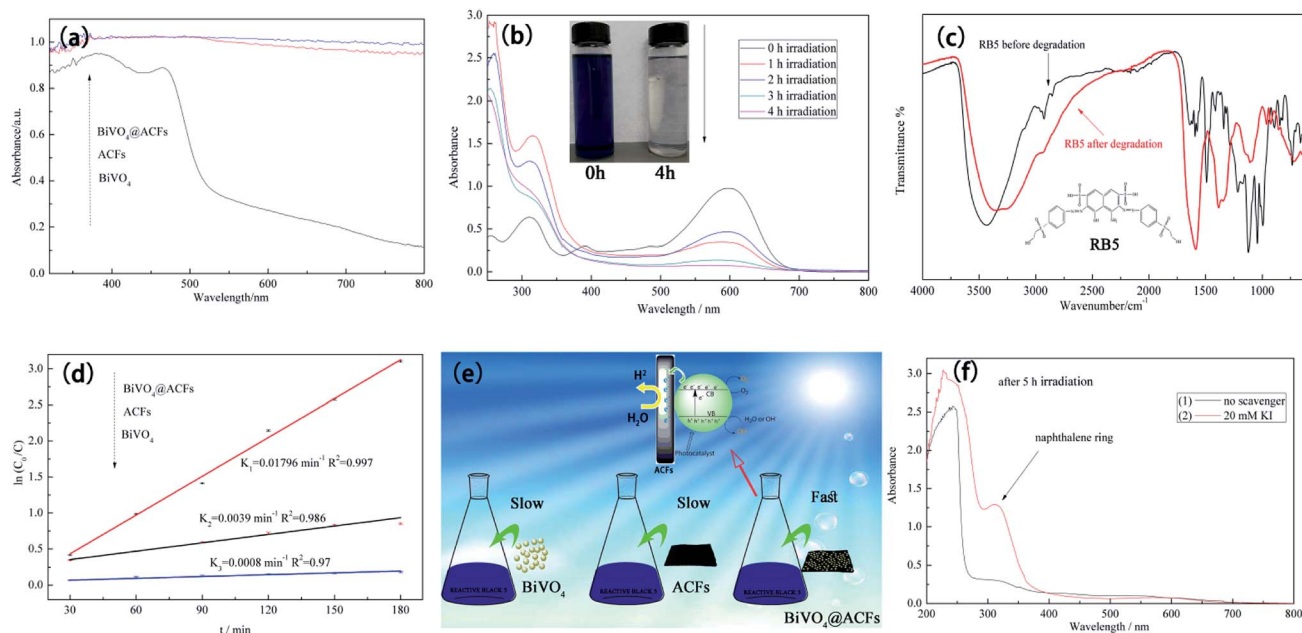 (a)
Absorbance/a.u.
1.0
0.8
0.6
0.4
0.2
0.0
BiVO4@ACFs
ACFs
BiVO4
400 500 600 700 800
Wavelength/nm
(b)
Absorbance
3.0
2.5
2.0
1.5
1.0
0.5
0.0
0 h irradiation
1 h irradiation
2 h irradiation
3 h irradiation
4 h irradiation
0h 4h
300 400 500 600 700 800
Wavelength / nm
(c)
Transmittance %
RB5 before degradation
RB5 after degradation
RB5
4000 3500 3000 2500 2000 1500 1000
Wavenumber/cm-1
(d)
ln (C0/C)
3.0
2.5
2.0
1.5
1.0
0.5
0.0
BiVO4@ACFs
ACFs
BiVO4
K1=0.01796 min-1 R2=0.997
K2=0.0039 min-1 R2=0.986
K3=0.0008 min-1 R2=0.97
30 60 90 120 150 180
t / min
(e)
H2
H2O
ACFs
CB
VB
O2
H2O or OH-
Photocatalyst
Slow
Slow
Fast
BiVO4
ACFs
BiVO4@ACFs
REACTIVE BLACK 5
REACTIVE BLACK 5
REACTIVE BLACK 5
(f)
Absorbance
3.0
2.5
2.0
1.5
1.0
0.5
0.0
after 5 h irradiation
(1) no scavenger
(2) 20 mM KI
naphthalene ring
200 300 400 500 600 700 800
Wavelength / nm